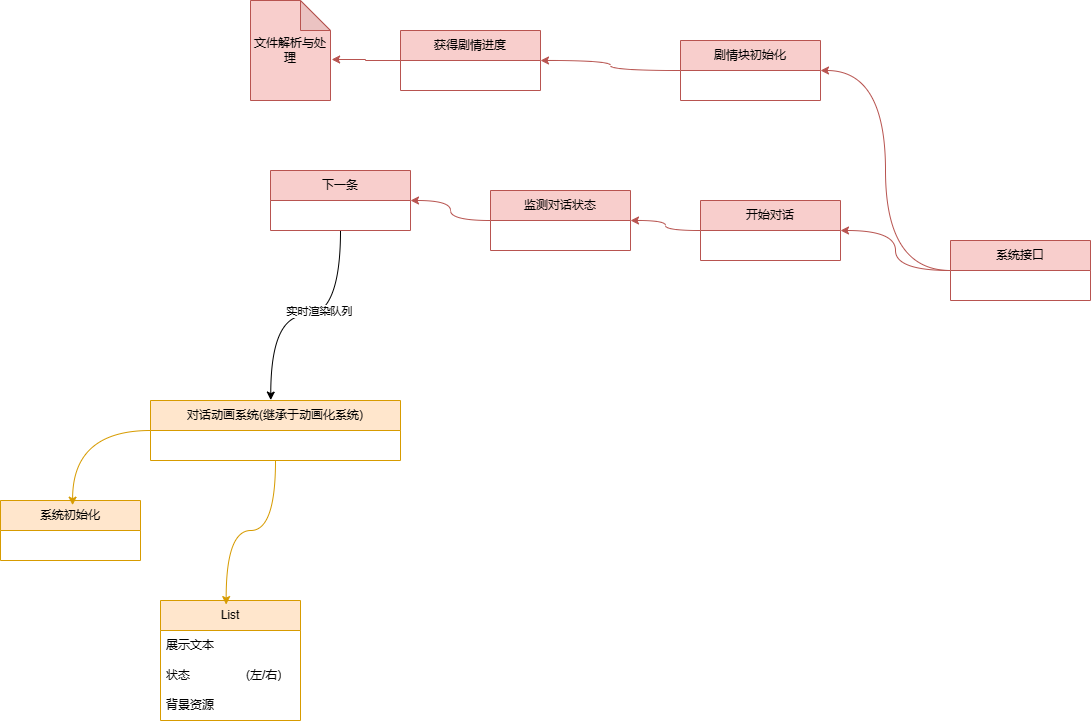 文件解析与处
理
获得剧情进度
剧情块初始化
下一条
监测对话状态
开始对话
系统接口
实时渲染队列
对话动画系统(继承于动画化系统)
系统初始化
List
展示文本
状态 (左/右)
背景资源